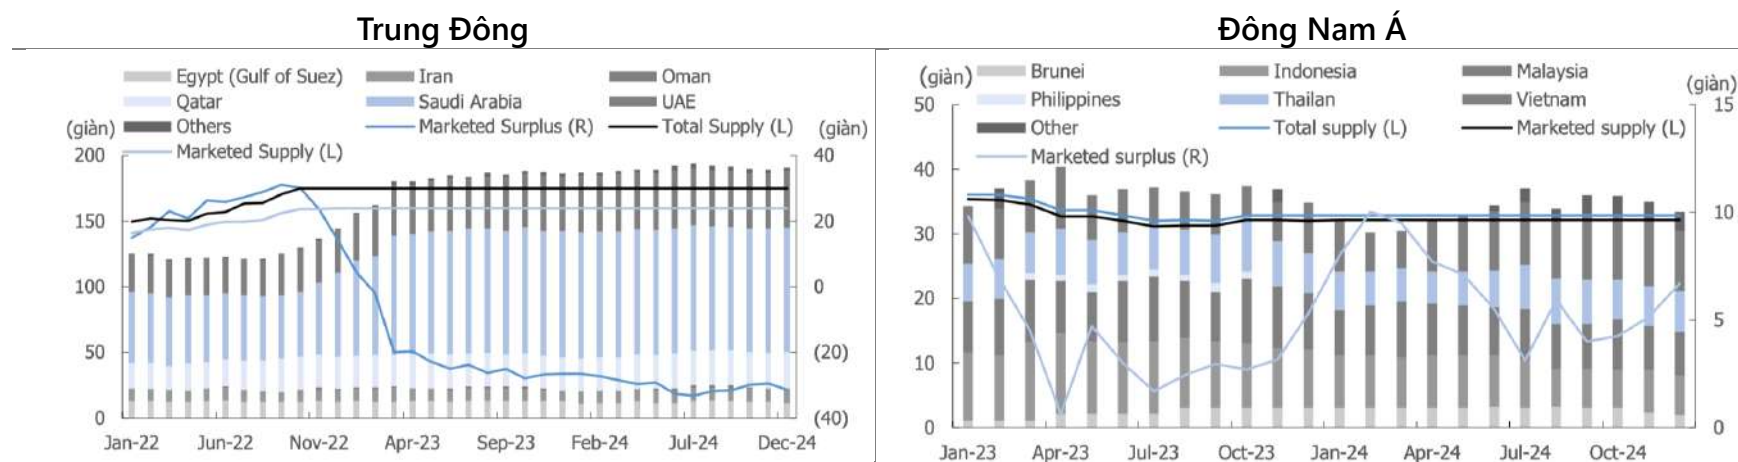 Trung Đông
Egypt (Gulf of Suez) Iran Oman
Qatar Saudi Arabia UAE
(giàn) Others Marketed Surplus (R) Total Supply (L) (giàn)
Marketed Supply (L)
200 40
150 20
100 0
50 (20)
0 (40)
Jan-22 Jun-22 Nov-22 Apr-23 Sep-23 Feb-24 Jul-24 Dec-24
Đông Nam Á
(giàn) Brunei Indonesia Malaysia (giàn)
Philippines Thailan Vietnam
Other Total supply (L) Marketed supply (L)
Marketed surplus (R)
50 15
40
30 10
20
5
10
0 0
Jan-23 Apr-23 Jul-23 Oct-23 Jan-24 Apr-24 Jul-24 Oct-24